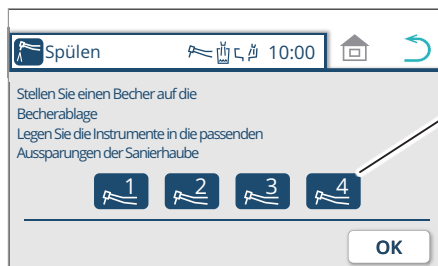 Spülen 10:00
Stellen Sie einen Becher auf die
Becherablage
Legen Sie die Instrumente in die passenden
Aussparungen der Sanierhaube
1 2 3 4
OK